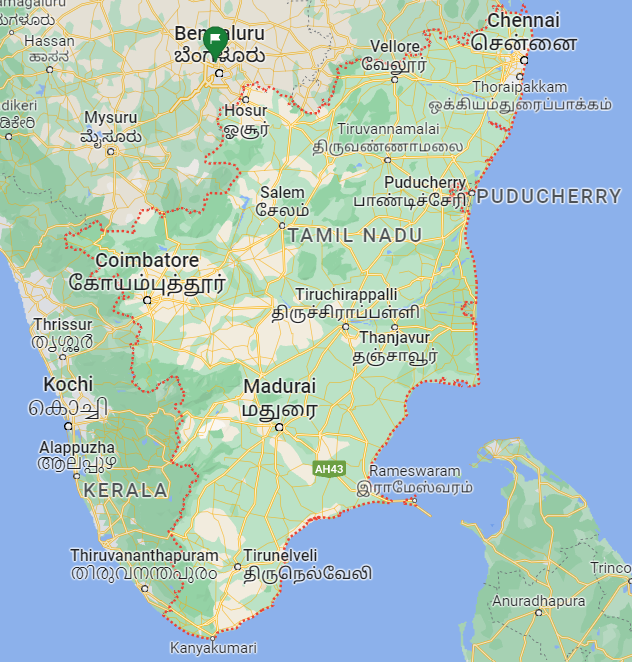 amagaluru
ಗಳೂರು
Hassan
ಹಾಸನ
Bengaluru
ಬೆಂಗಳೂರು
Chennai
சென்னை
Vellore
வேலூர்
Thoraipakkam
ஒக்கியம்துரைப்பாக்கம்
dikeri
ಡಿಕೇರಿ
Mysuru
ಮೈಸೂರು
Hosur
ஓசூர்
Tiruvannamalai
திருவண்ணாமலை
Salem
சேலம்
Puducherry
பாண்டிச்சேரி
PUDUCHERRY
TAMIL NADU
Coimbatore
கோயம்புத்தூர்
Tiruchirappalli
திருச்சிராப்பள்ளி
Thrissur
തൃശ്ശൂർ
Thanjavur
தஞ்சாவூர்
Kochi
കൊച്ചി
Madurai
மதுரை
Alappuzha
ആലപ്പുഴ
AH43
Rameswaram
இராமேஸ்வரம்
KERALA
Thiruvananthapuram
തിരുവനന്തപുരം
Tirunelveli
திருநெல்வேலி
Trinco
Anuradhapura
Kanyakumari